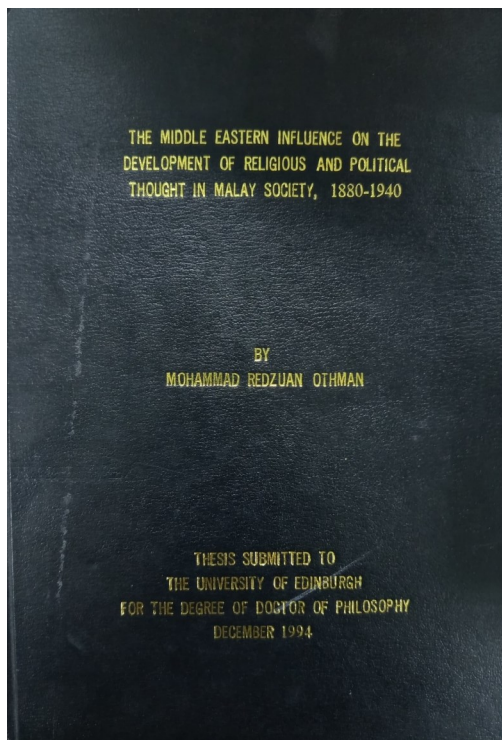 THE MIDDLE EASTERN INFLUENCE ON THE
DEVELOPMENT OF RELIGIOUS AND POLITICAL
THOUGHT IN MALAY SOCIETY, 1880-1940
BY
MOHAMMAD REDZUAN OTHMAN
THESIS SUBMITTED TO
THE UNIVERSITY OF EDINBURGH
FOR THE DEGREE OF DOCTOR OF PHILOSOPHY
DECEMBER 1994